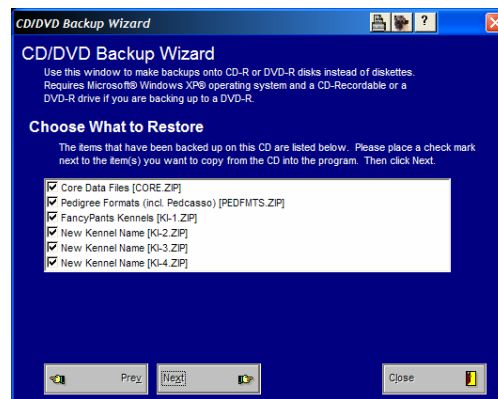 CD/DVD Backup Wizard
?
CD/DVD Backup Wizard
Use this window to make backups onto CD-R or DVD-R disks instead of diskettes.
Requires Microsoft® Windows XP® operating system and a CD-Recordable or a
DVD-R drive if you are backing up to a DVD-R.
Choose What to Restore
The items that have been backed up on this CD are listed below. Please place a check mark
next to the item(s) you want to copy from the CD into the program. Then click Next.
Core Data Files [CORE.ZIP]
Pedigree Formats (incl. Pedcasso) [PEDFMTS.ZIP]
FancyPants Kennels [KI-1.ZIP]
New Kennel Name [KI-2.ZIP]
New Kennel Name [KI-3.ZIP]
New Kennel Name [KI-4.ZIP]
Prev Next Close